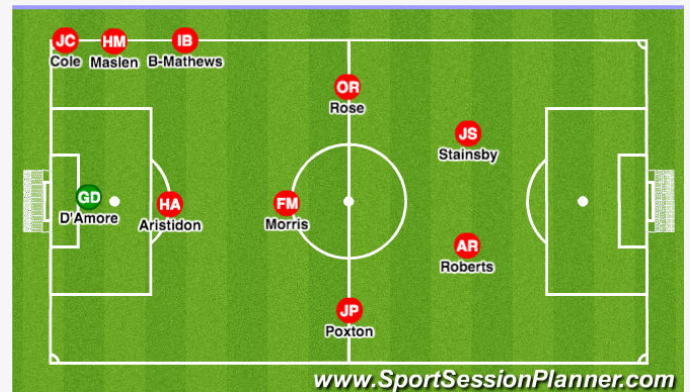 JC
HM
IB
Cole
Maslen
B-Mathews
OR
Rose
JS
Stainsby
GD
D'Amore
HA
Aristidon
FM
Morris
AR
Roberts
JP
Poxton
www.SportSessionPlanner.com